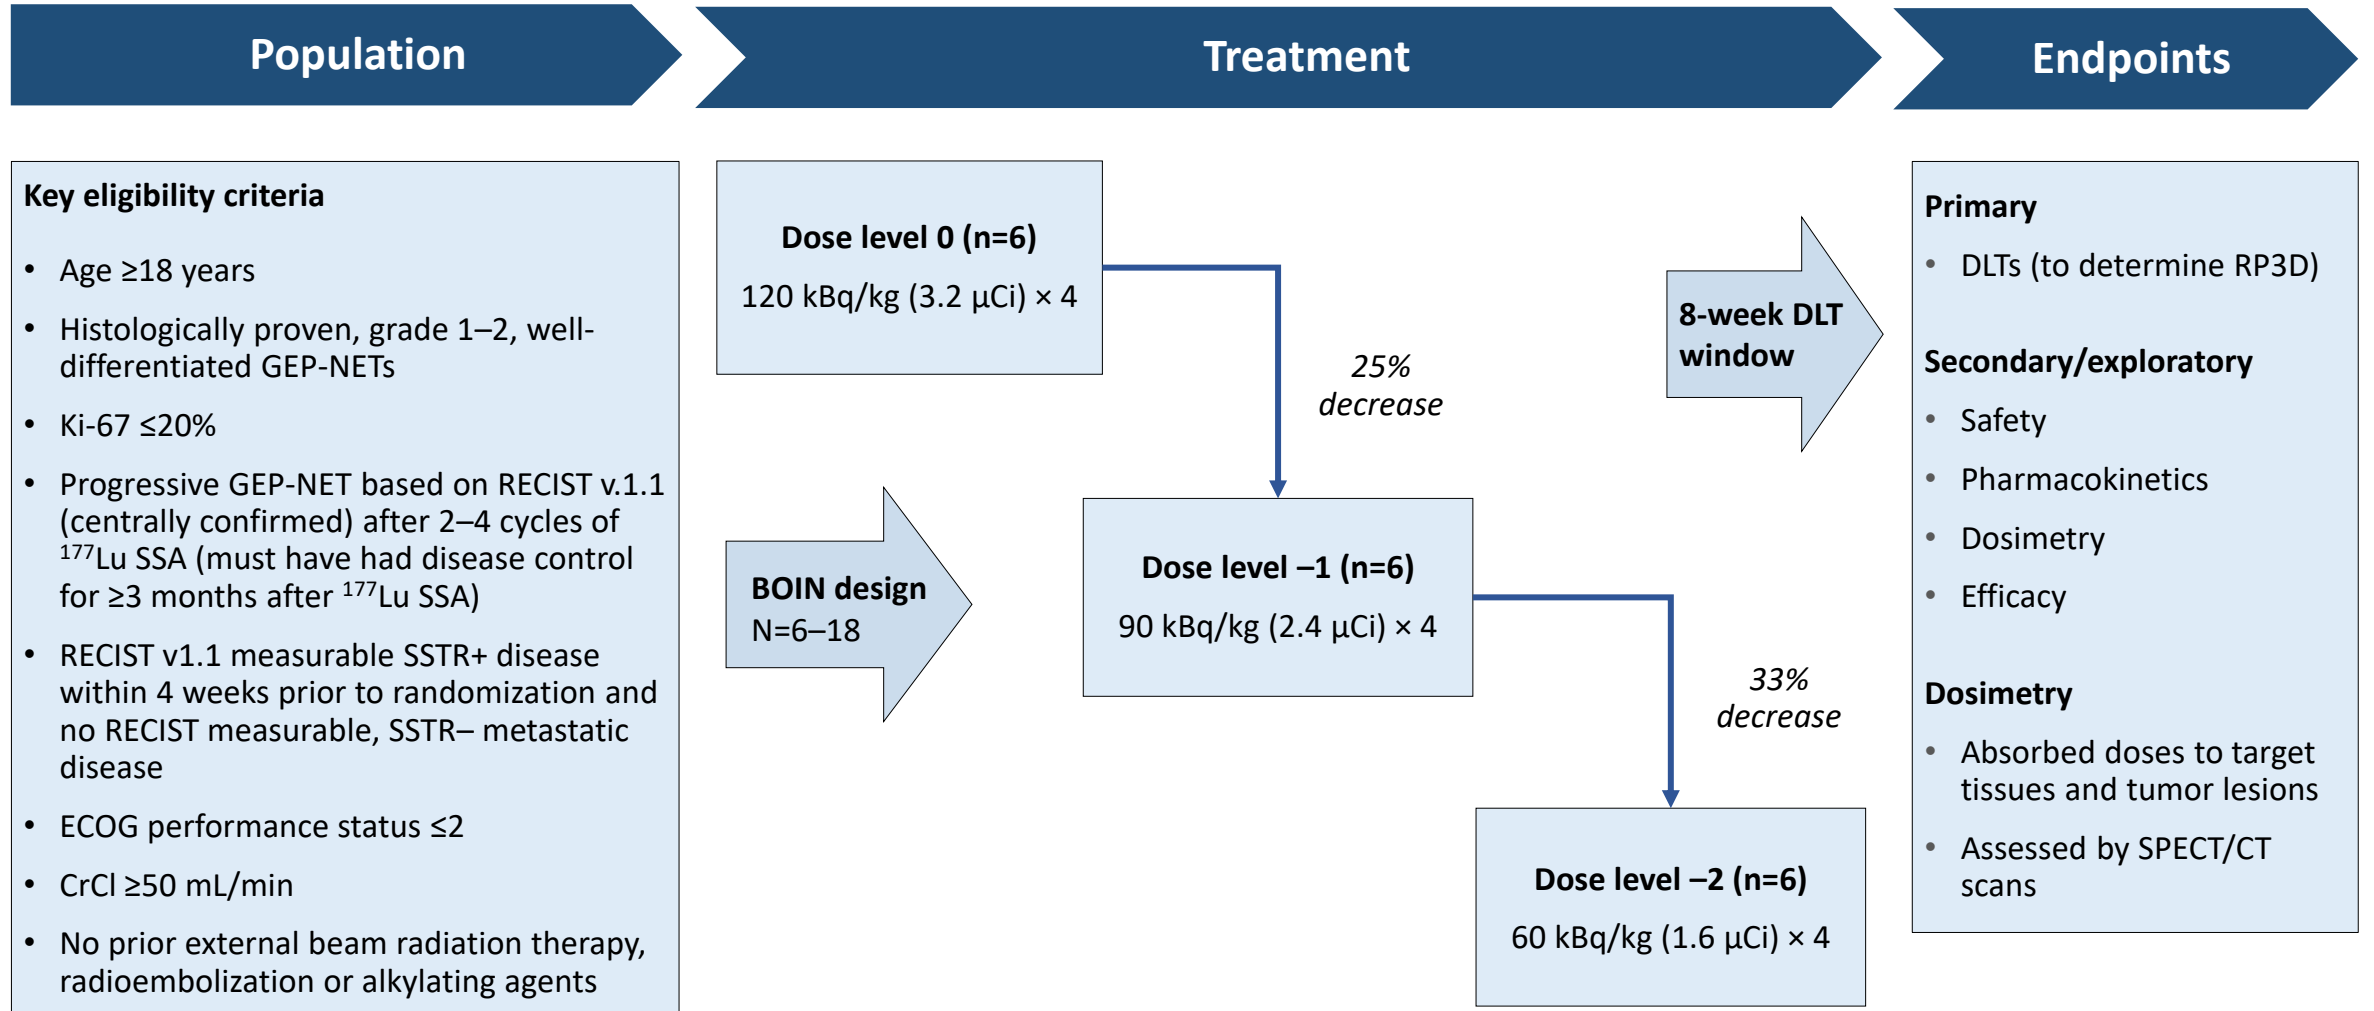 Population
Treatment
Endpoints
Key eligibility criteria
• Age ≥18 years
• Histologically proven, grade 1–2, well-
differentiated GEP-NETs
• Ki-67 ≤20%
• Progressive GEP-NET based on RECIST v.1.1
(centrally confirmed) after 2–4 cycles of
¹⁷⁷Lu SSA (must have had disease control
for ≥3 months after ¹⁷⁷Lu SSA)
• RECIST v1.1 measurable SSTR+ disease
within 4 weeks prior to randomization and
no RECIST measurable, SSTR– metastatic
disease
• ECOG performance status ≤2
• CrCl ≥50 mL/min
• No prior external beam radiation therapy,
radioembolization or alkylating agents
Dose level 0 (n=6)
120 kBq/kg (3.2 µCi) × 4
25%
decrease
BOIN design
N=6–18
Dose level –1 (n=6)
90 kBq/kg (2.4 µCi) × 4
33%
decrease
Dose level –2 (n=6)
60 kBq/kg (1.6 µCi) × 4
8-week DLT
window
Primary
• DLTs (to determine RP3D)
Secondary/exploratory
• Safety
• Pharmacokinetics
• Dosimetry
• Efficacy
Dosimetry
• Absorbed doses to target
tissues and tumor lesions
• Assessed by SPECT/CT
scans